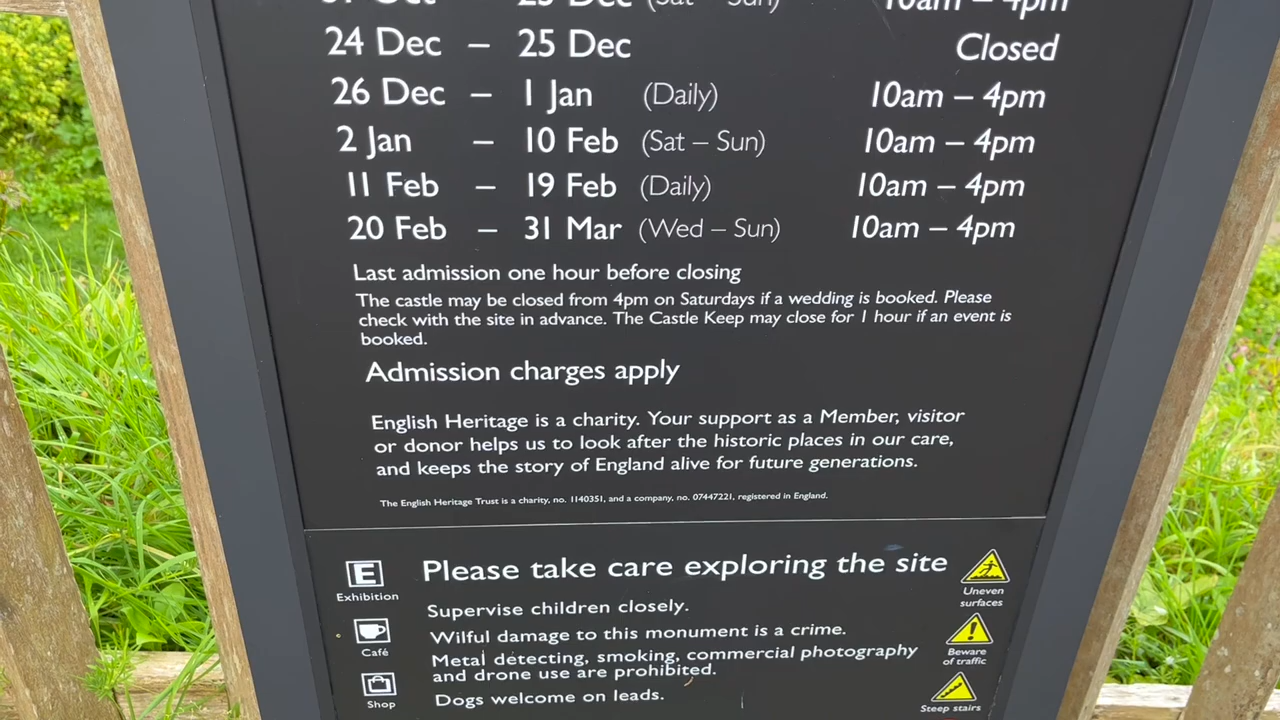 31 Oct – 23 Dec (Sat – Sun) 10am – 4pm
24 Dec – 25 Dec Closed
26 Dec – 1 Jan (Daily) 10am – 4pm
2 Jan – 10 Feb (Sat – Sun) 10am – 4pm
11 Feb – 19 Feb (Daily) 10am – 4pm
20 Feb – 31 Mar (Wed – Sun) 10am – 4pm
Last admission one hour before closing
The castle may be closed from 4pm on Saturdays if a wedding is booked. Please
check with the site in advance. The Castle Keep may close for 1 hour if an event is
booked.
Admission charges apply
English Heritage is a charity. Your support as a Member, visitor
or donor helps us to look after the historic places in our care,
and keeps the story of England alive for future generations.
The English Heritage Trust is a charity, no. 1140351, and a company, no. 07447221, registered in England.
E
Exhibition
Café
Shop
Please take care exploring the site
Supervise children closely.
Wilful damage to this monument is a crime.
Metal detecting, smoking, commercial photography
and drone use are prohibited.
Dogs welcome on leads.
Uneven
surfaces
Beware
of traffic
Steep stairs